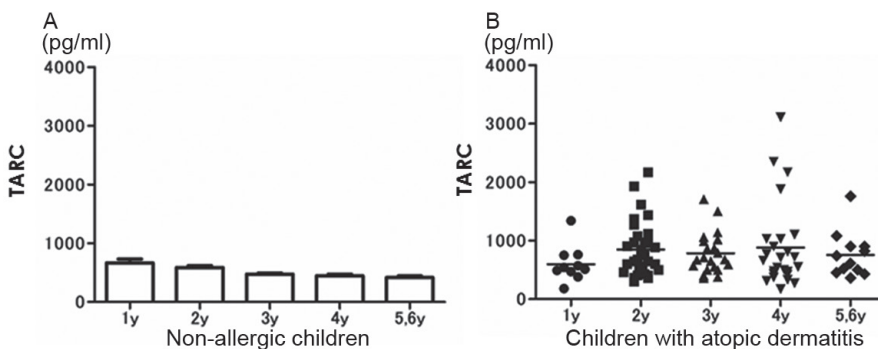 A
(pg/ml)
TARC
4000
3000
2000
1000
0
1y 2y 3y 4y 5,6y
Non-allergic children
B
(pg/ml)
TARC
4000
3000
2000
1000
0
1y 2y 3y 4y 5,6y
Children with atopic dermatitis